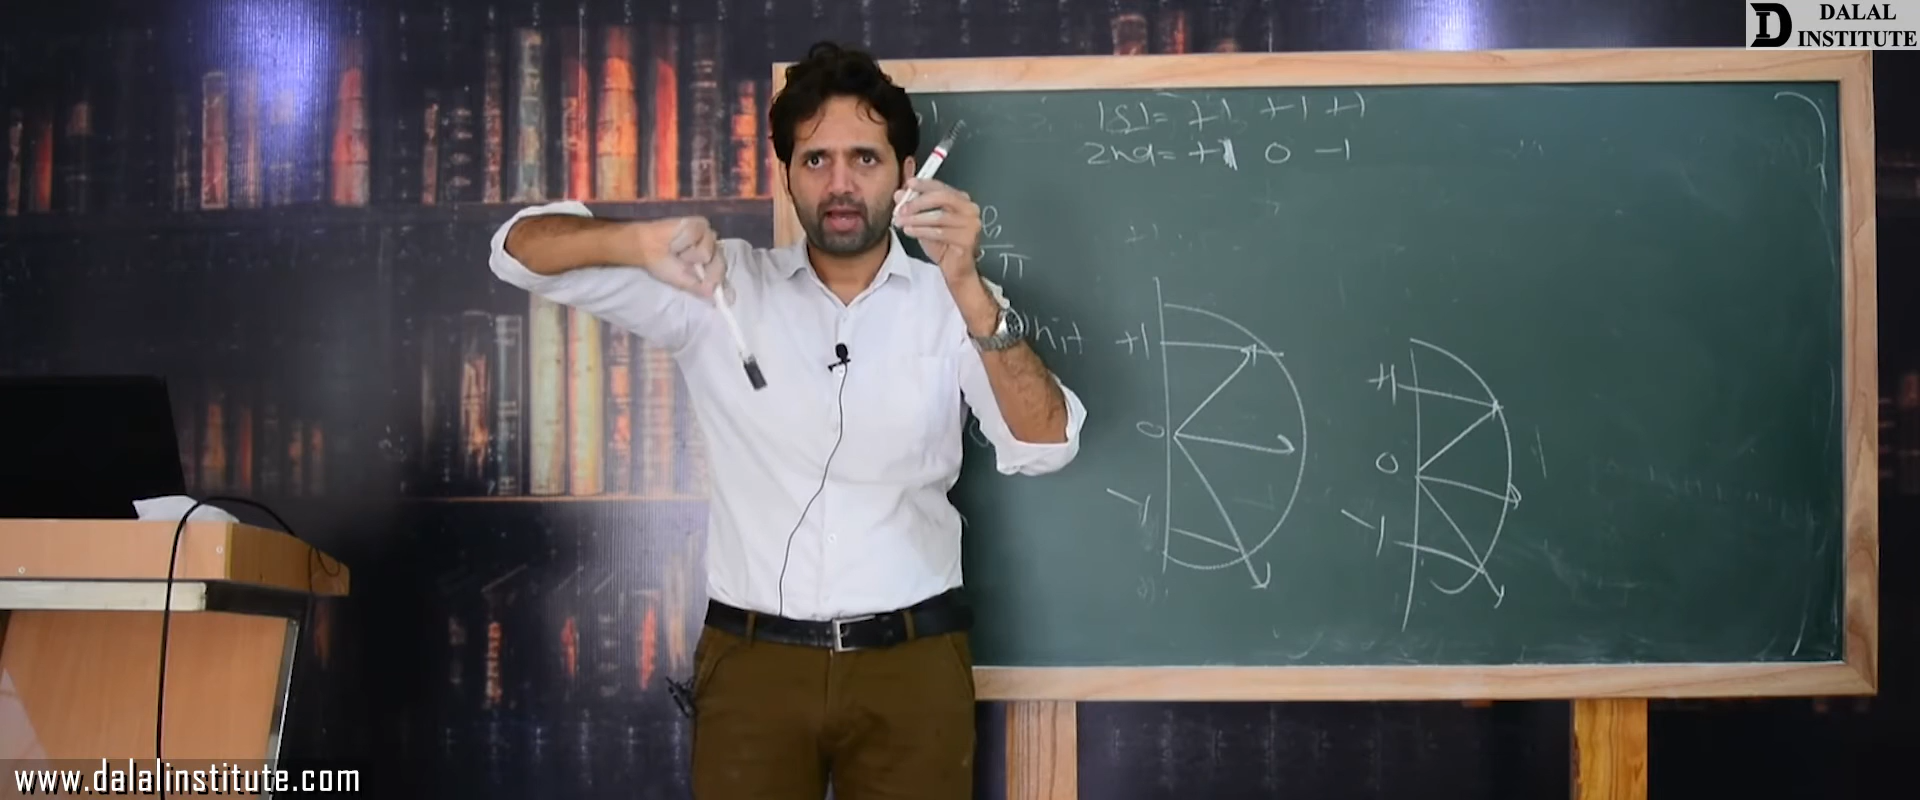 DALAL
INSTITUTE
1st = +1 +1 +1
2nd = +1 0 -1
h
π
nit
+1
0
-1
+1
0
-1
www.dalalinstitute.com